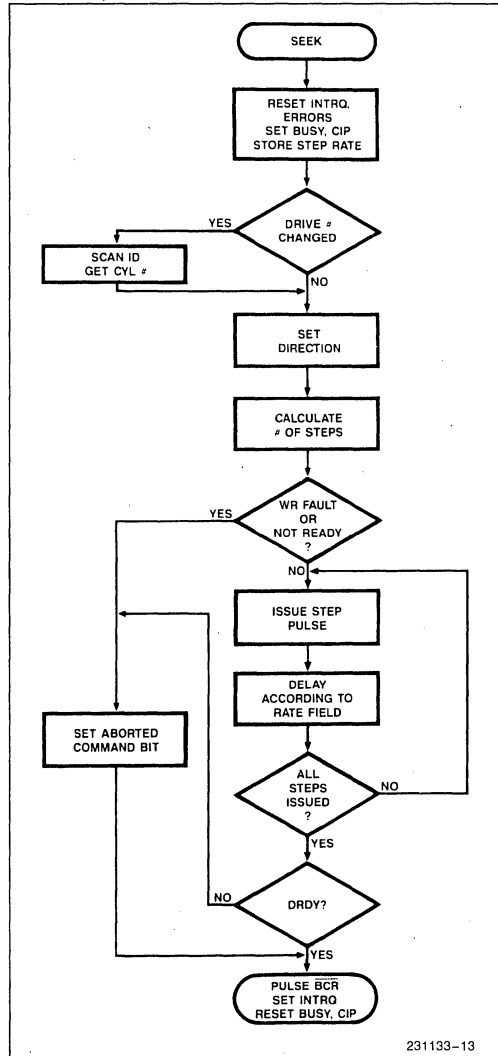 SEEK
RESET INTRQ.
ERRORS
SET BUSY, CIP
STORE STEP RATE
YES
DRIVE #
CHANGED
SCAN ID
GET CYL #
NO
SET
DIRECTION
CALCULATE
# OF STEPS
YES
WR FAULT
OR
NOT READY
?
NO
ISSUE STEP
PULSE
DELAY
ACCORDING TO
RATE FIELD
SET ABORTED
COMMAND BIT
ALL
STEPS
ISSUED
?
NO
YES
NO
DRDY?
YES
PULSE BCR
SET INTRQ
RESET BUSY, CIP
231133-13